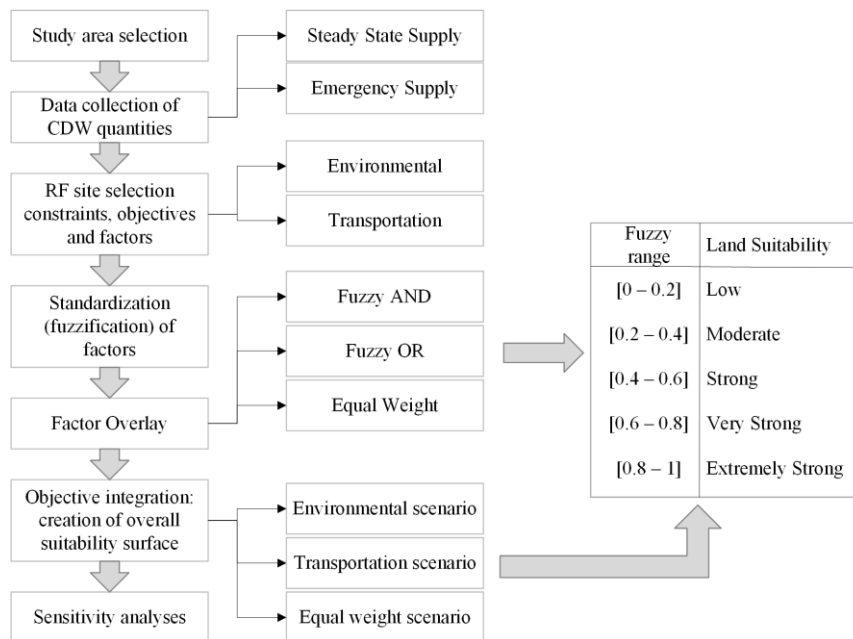 Study area selection
Data collection of
CDW quantities
RF site selection
constraints, objectives
and factors
Standardization
(fuzzification) of
factors
Factor Overlay
Objective integration:
creation of overall
suitability surface
Sensitivity analyses
Steady State Supply
Emergency Supply
Environmental
Transportation
Fuzzy AND
Fuzzy OR
Equal Weight
Environmental scenario
Transportation scenario
Equal weight scenario
Fuzzy
range
Land Suitability
[0 – 0.2] Low
[0.2 – 0.4] Moderate
[0.4 – 0.6] Strong
[0.6 – 0.8] Very Strong
[0.8 – 1] Extremely Strong